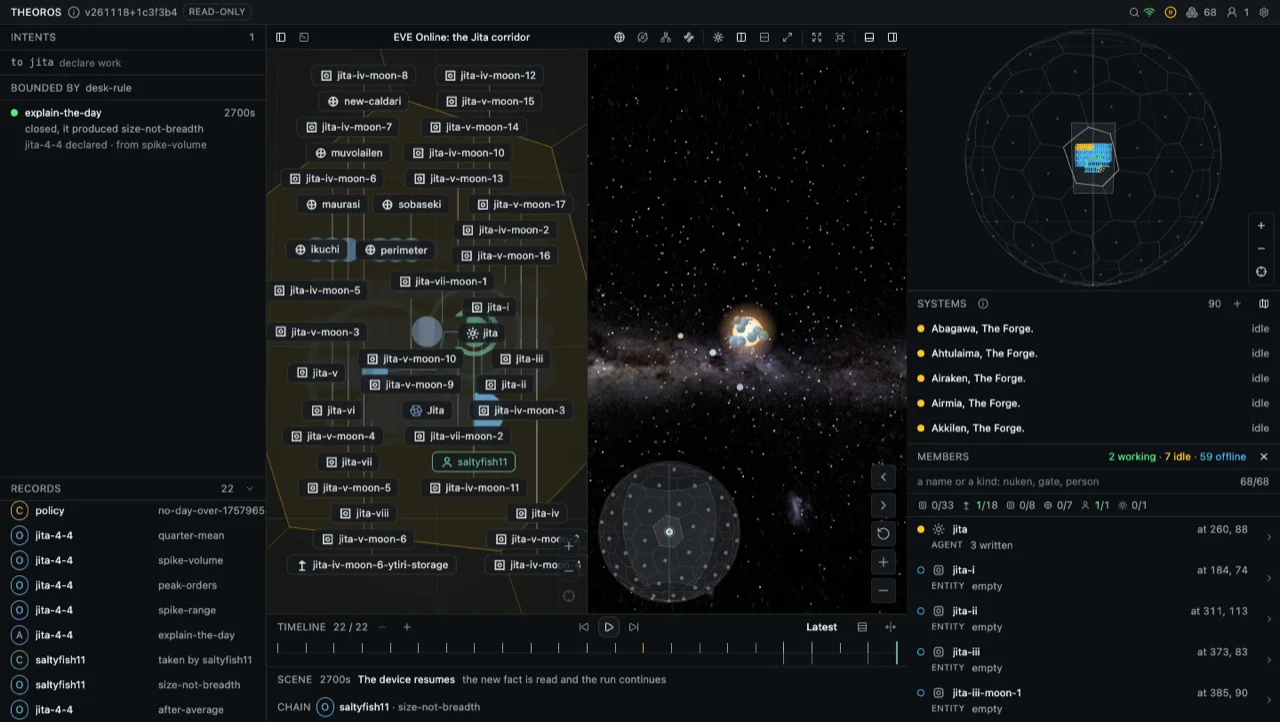 THEOROS v261118+1c3f3b4 READ-ONLY
68 1
INTENTS 1
to jita declare work
BOUNDED BY desk-rule
explain-the-day 2700s
closed, it produced size-not-breadth
jita-4-4 declared · from spike-volume
RECORDS 22
policy no-day-over-1757965
jita-4-4 quarter-mean
jita-4-4 spike-volume
jita-4-4 peak-orders
jita-4-4 spike-range
jita-4-4 explain-the-day
saltyfish11 taken by saltyfish11
saltyfish11 size-not-breadth
jita-4-4 after-average
EVE Online: the Jita corridor
jita-iv-moon-8 jita-iv-moon-12
new-caldari jita-v-moon-15
jita-iv-moon-7 jita-v-moon-14
muvolailen jita-iv-moon-10
jita-iv-moon-6 jita-v-moon-13
maurasi sobaseki jita-v-moon-17
jita-iv-moon-2
ikuchi perimeter jita-v-moon-16
jita-vii-moon-1
jita-iv-moon-5
jita-i
jita-v-moon-3 jita
jita-v-moon-10 jita-iii
jita-v
jita-v-moon-9 jita-ii
jita-vi Jita jita-iv-moon-3
jita-v-moon-4 jita-vii-moon-2
jita-vii saltyfish11
jita-v-moon-5 jita-iv-moon-11
jita-viii jita-iv
jita-v-moon-6 jita-v-moon-
jita-iv-moon-6-ytiri-storage jita-iv-moon-
TIMELINE 22 / 22 Latest
SCENE 2700s The device resumes the new fact is read and the run continues
CHAIN O saltyfish11 · size-not-breadth
SYSTEMS 90
Abagawa, The Forge. idle
Ahtulaima, The Forge. idle
Airaken, The Forge. idle
Airmia, The Forge. idle
Akkilen, The Forge. idle
MEMBERS 2 working · 7 idle · 59 offline
a name or a kind: nuken, gate, person 68/68
0/33 1/18 0/8 0/7 1/1 0/1
jita at 260, 88
AGENT 3 written
jita-i at 184, 74
ENTITY empty
jita-ii at 311, 113
ENTITY empty
jita-iii at 373, 83
ENTITY empty
jita-iii-moon-1 at 385, 90
ENTITY empty